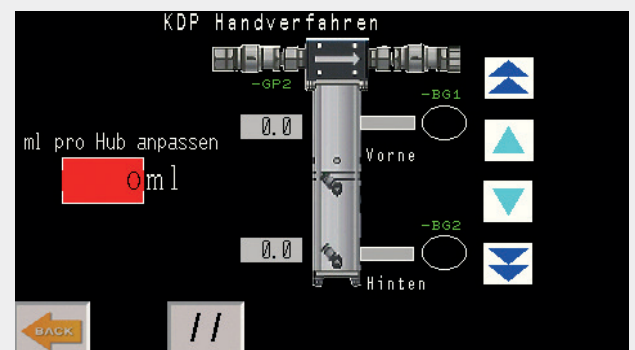 KDP Handverfahren
-GP2
-BG1
0.0
Vorne
ml pro Hub anpassen
0ml
-BG2
0.0
Hinten
BACK
//